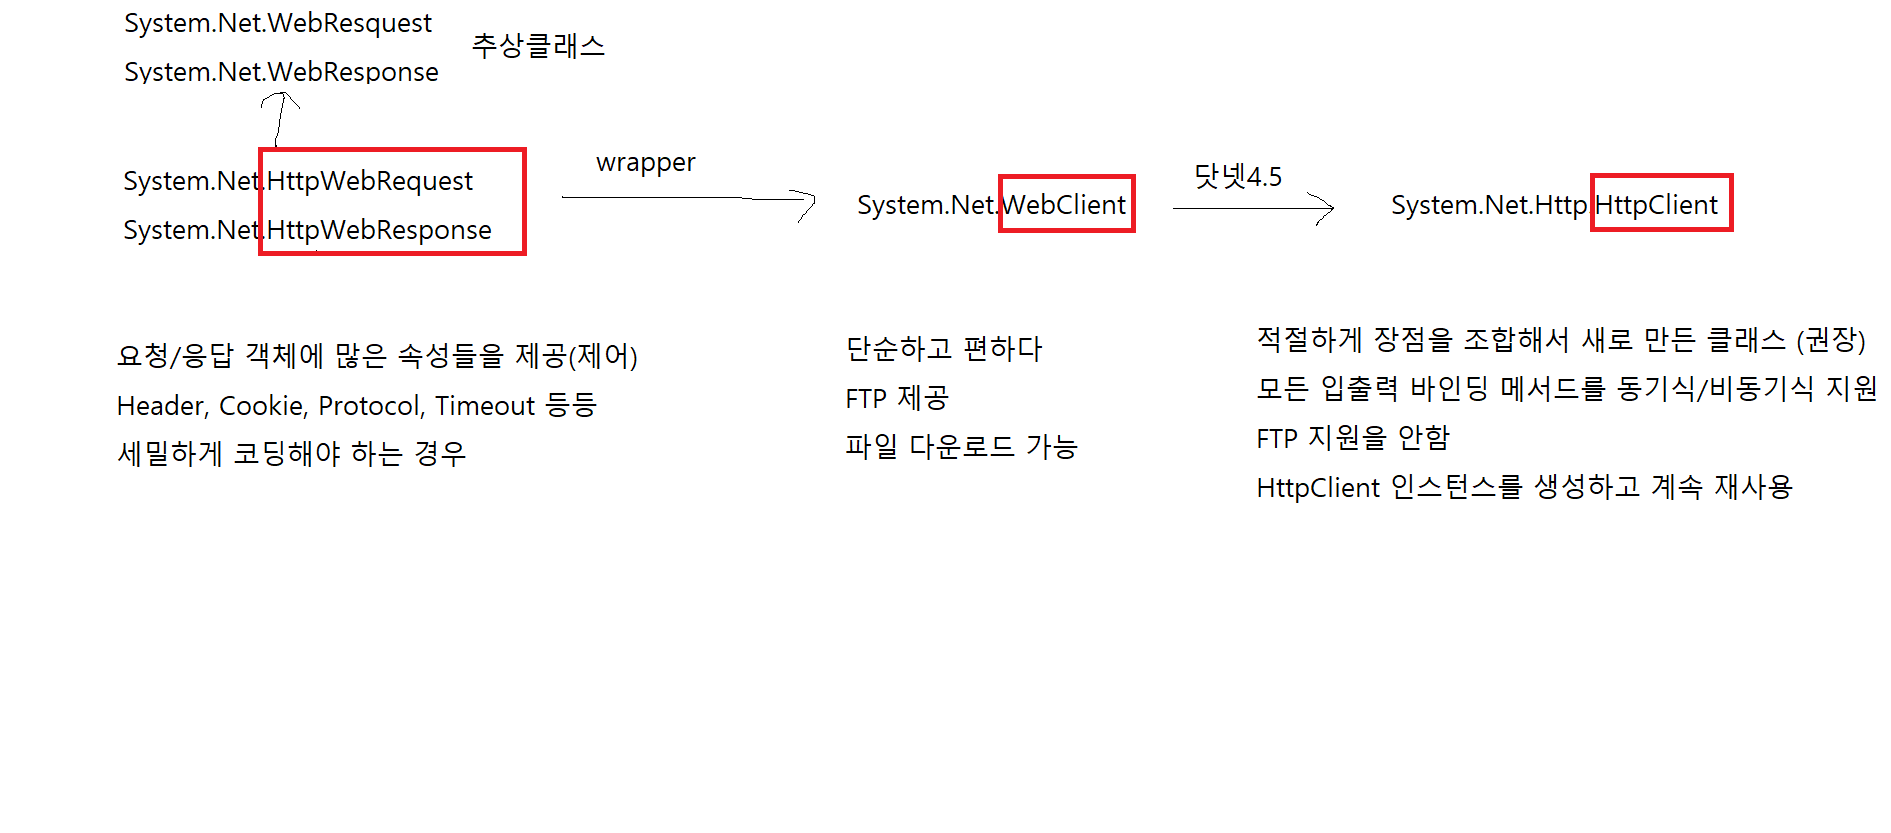 System.Net.WebResquest
System.Net.WebResponse
추상클래스
System.Net.HttpWebRequest
System.Net.HttpWebResponse
wrapper
System.Net.WebClient
닷넷4.5
System.Net.Http.HttpClient
요청/응답 객체에 많은 속성들을 제공(제어)
Header, Cookie, Protocol, Timeout 등등
세밀하게 코딩해야 하는 경우
단순하고 편하다
FTP 제공
파일 다운로드 가능
적절하게 장점을 조합해서 새로 만든 클래스 (권장)
모든 입출력 바인딩 메서드를 동기식/비동기식 지원
FTP 지원을 안함
HttpClient 인스턴스를 생성하고 계속 재사용